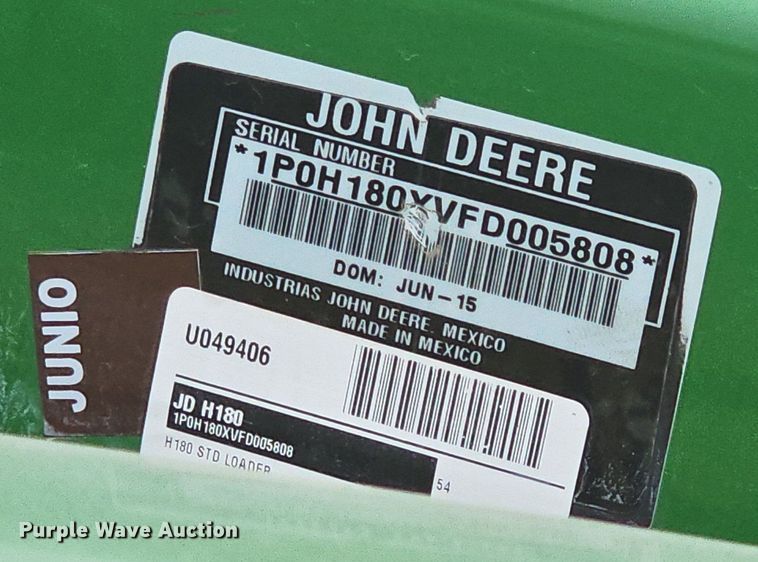 JOHN DEERE
SERIAL NUMBER
*1P0H180XVFD005808*
DOM: JUN-15
INDUSTRIAS JOHN DEERE MEXICO
MADE IN MEXICO
JUNIO
U049406
JD H180
1P0H180XVFD005808
H180 STD LOADER
54
Purple Wave Auction